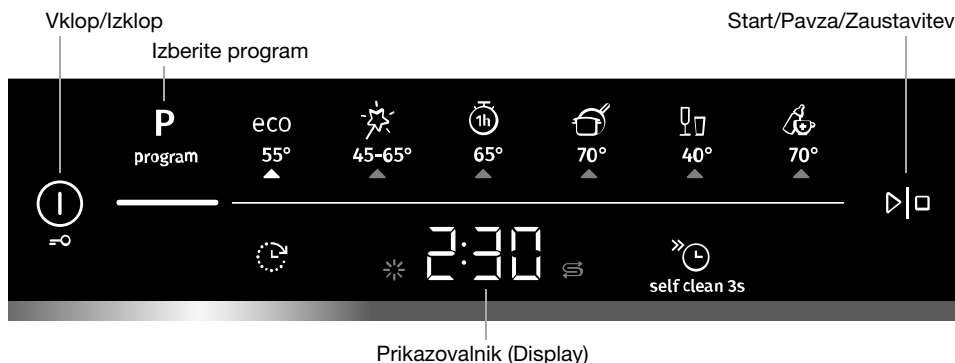 Vklop/Izklop
Start/Pavza/Zaustavitev
Izberite program
P
program
eco
55°
45-65°
1h
65°
70°
40°
70°
2:30
self clean 3s
Prikazovalnik (Display)